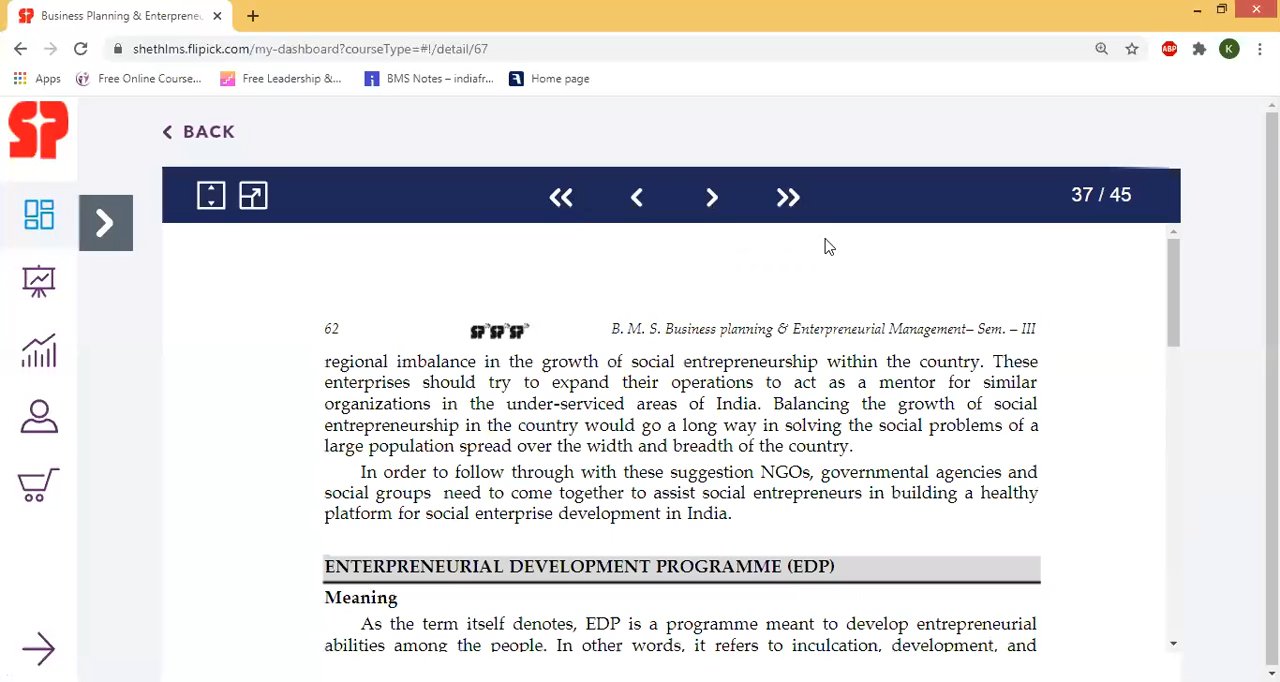 SP Business Planning & Enterprene
shethlms.flipick.com/my-dashboard?courseType=#!/detail/67
ABP
K
Apps
Free Online Course...
Free Leadership &...
BMS Notes – indiafr...
Home page
SP
BACK
37 / 45
62
SP SP SP
B. M. S. Business planning & Enterpreneurial Management– Sem. – III
regional imbalance in the growth of social entrepreneurship within the country. These
enterprises should try to expand their operations to act as a mentor for similar
organizations in the under-serviced areas of India. Balancing the growth of social
entrepreneurship in the country would go a long way in solving the social problems of a
large population spread over the width and breadth of the country.
In order to follow through with these suggestion NGOs, governmental agencies and
social groups need to come together to assist social entrepreneurs in building a healthy
platform for social enterprise development in India.
ENTERPRENEURIAL DEVELOPMENT PROGRAMME (EDP)
Meaning
As the term itself denotes, EDP is a programme meant to develop entrepreneurial
abilities among the people. In other words, it refers to inculcation, development, and